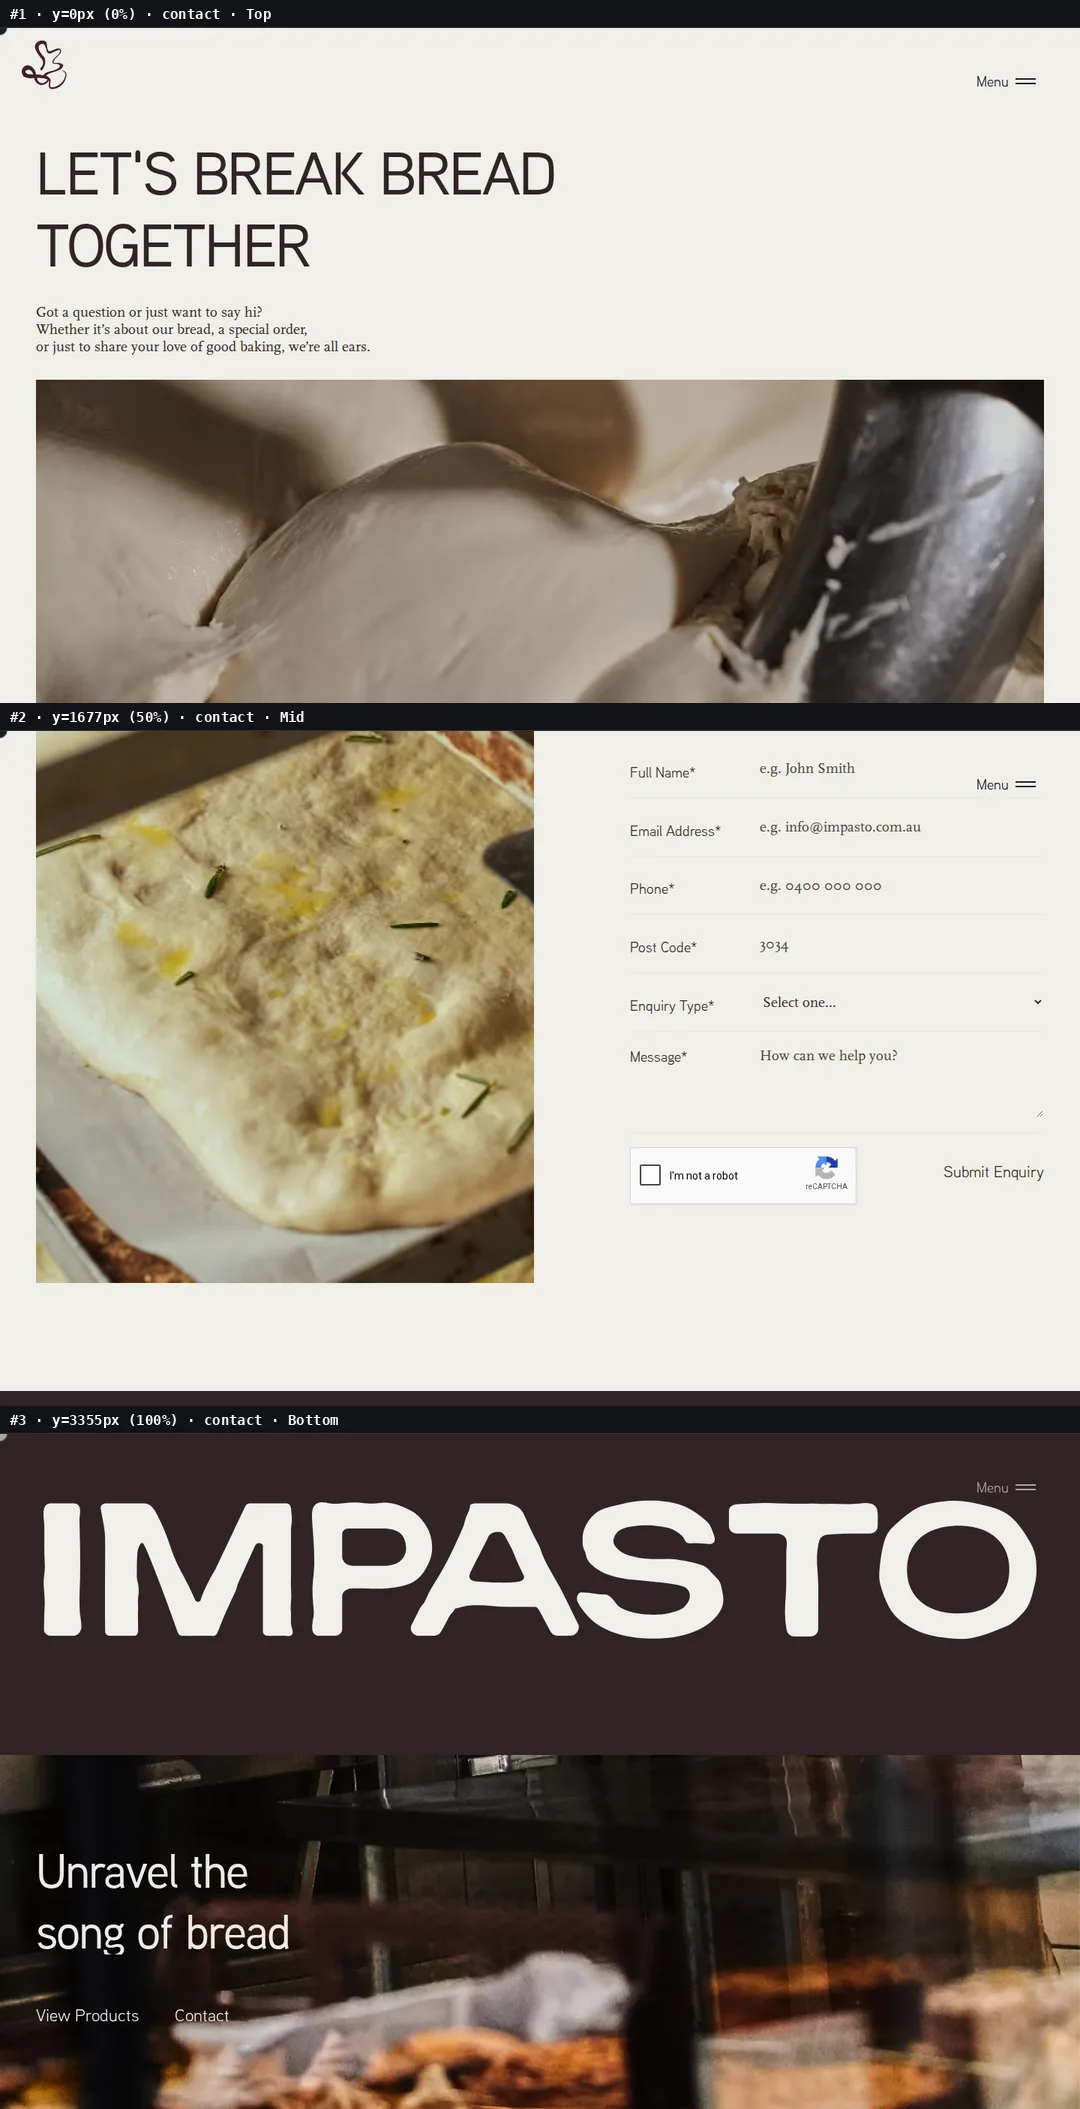 #1 · y=0px (0%) · contact · Top
Menu
LET'S BREAK BREAD
TOGETHER
Got a question or just want to say hi?
Whether it's about our bread, a special order,
or just to share your love of good baking, we're all ears.
#2 · y=1677px (50%) · contact · Mid
Full Name*
e.g. John Smith
Menu
Email Address*
e.g. info@impasto.com.au
Phone*
e.g. 0400 000 000
Post Code*
3034
Enquiry Type*
Select one...
Message*
How can we help you?
I'm not a robot
reCAPTCHA
Submit Enquiry
#3 · y=3355px (100%) · contact · Bottom
Menu
IMPASTO
Unravel the
song of bread
View Products
Contact